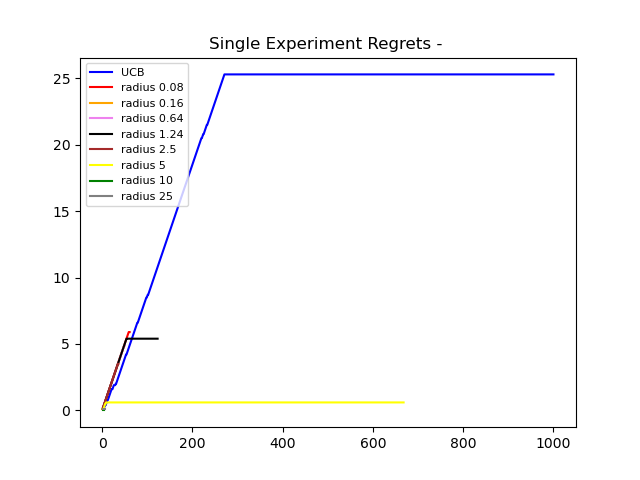 Single Experiment Regrets -
UCB
radius 0.08
radius 0.16
radius 0.64
radius 1.24
radius 2.5
radius 5
radius 10
radius 25
25
20
15
10
5
0
0 200 400 600 800 1000